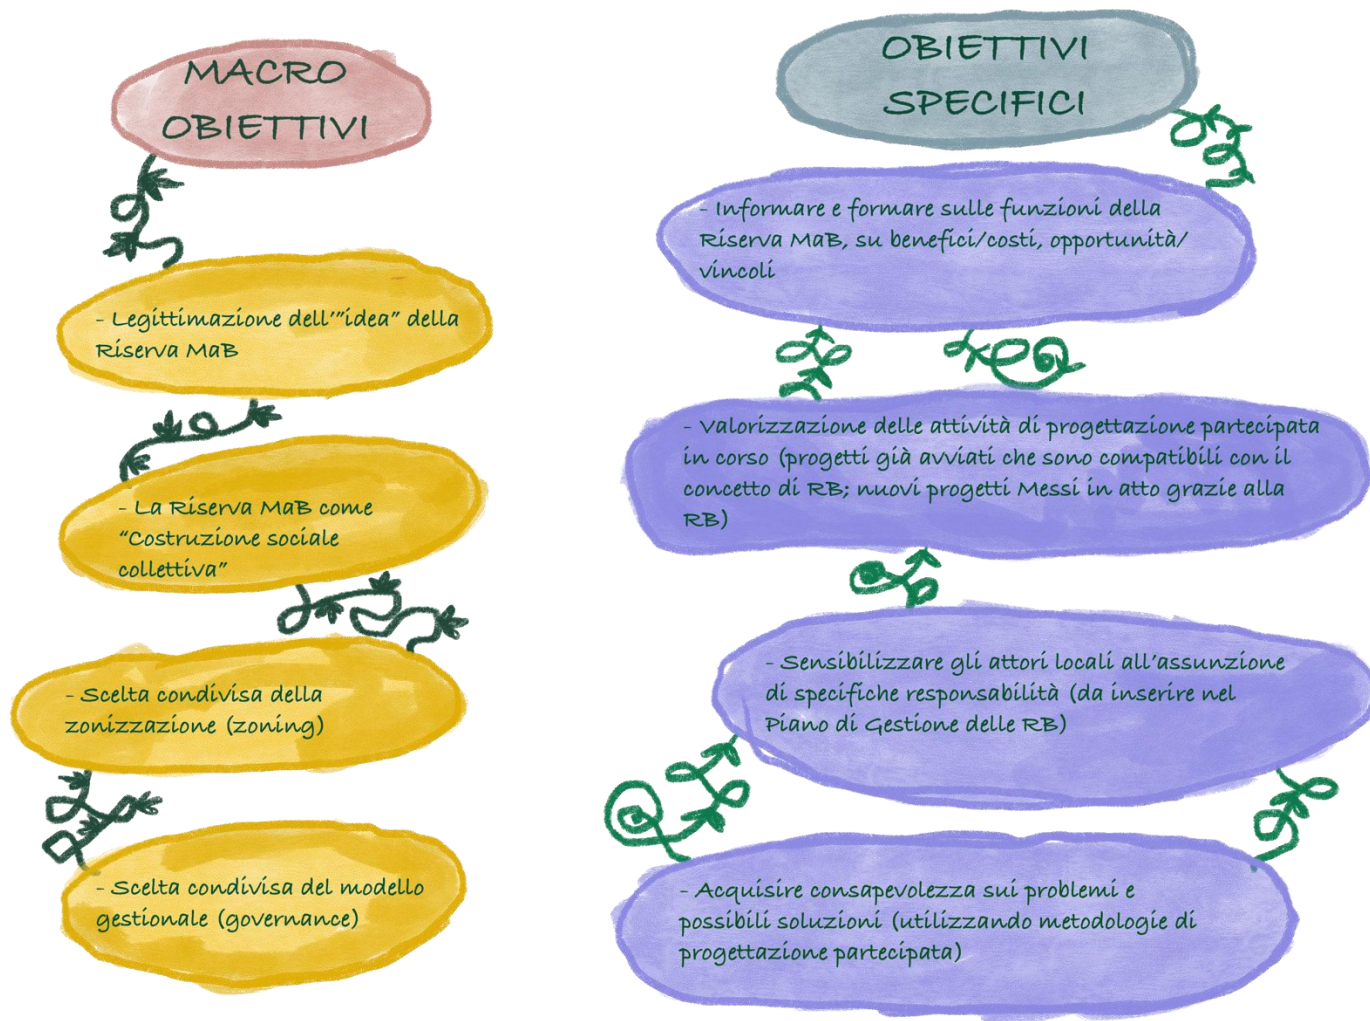 MACRO
OBIETTIVI
- Legittimazione dell'"idea" della
Riserva MaB
- La Riserva MaB come
"Costruzione sociale
collettiva"
- Scelta condivisa della
zonizzazione (zoning)
- Scelta condivisa del modello
gestionale (governance)
OBIETTIVI
SPECIFICI
- Informare e formare sulle funzioni della
Riserva MaB, su benefici/costi, opportunità/
vincoli
- Valorizzazione delle attività di progettazione partecipata
in corso (progetti già avviati che sono compatibili con il
concetto di RB; nuovi progetti Messi in atto grazie alla
RB)
- Sensibilizzare gli attori locali all'assunzione
di specifiche responsabilità (da inserire nel
Piano di Gestione delle RB)
- Acquisire consapevolezza sui problemi e
possibili soluzioni (utilizzando metodologie di
progettazione partecipata)